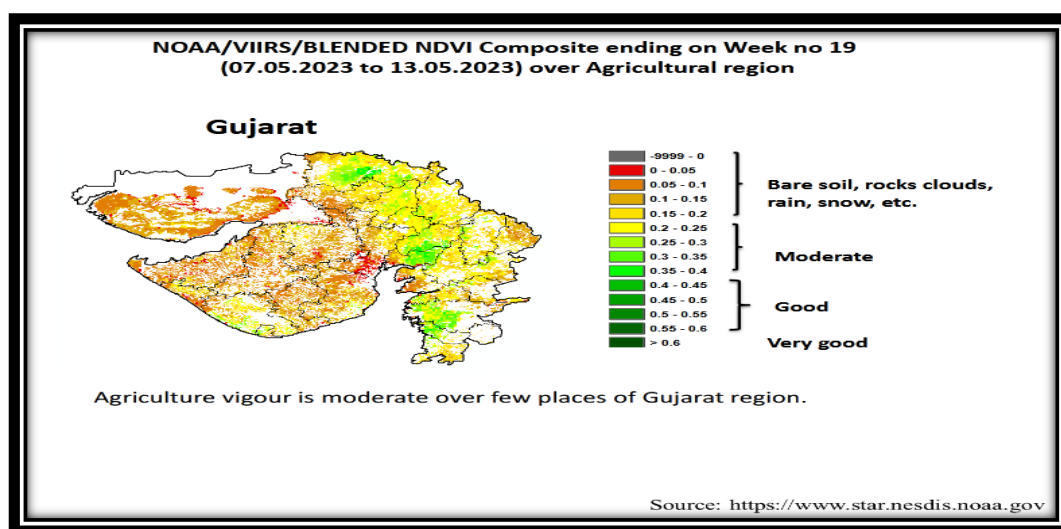 NOAA/VIIRS/BLENDED NDVI Composite ending on Week no 19
(07.05.2023 to 13.05.2023) over Agricultural region
Gujarat
-9999 - 0
0 - 0.05
0.05 - 0.1
0.1 - 0.15
0.15 - 0.2
0.2 - 0.25
0.25 - 0.3
0.3 - 0.35
0.35 - 0.4
0.4 - 0.45
0.45 - 0.5
0.5 - 0.55
0.55 - 0.6
> 0.6
Bare soil, rocks clouds,
rain, snow, etc.
Moderate
Good
Very good
Agriculture vigour is moderate over few places of Gujarat region.
Source: https://www.star.nesdis.noaa.gov